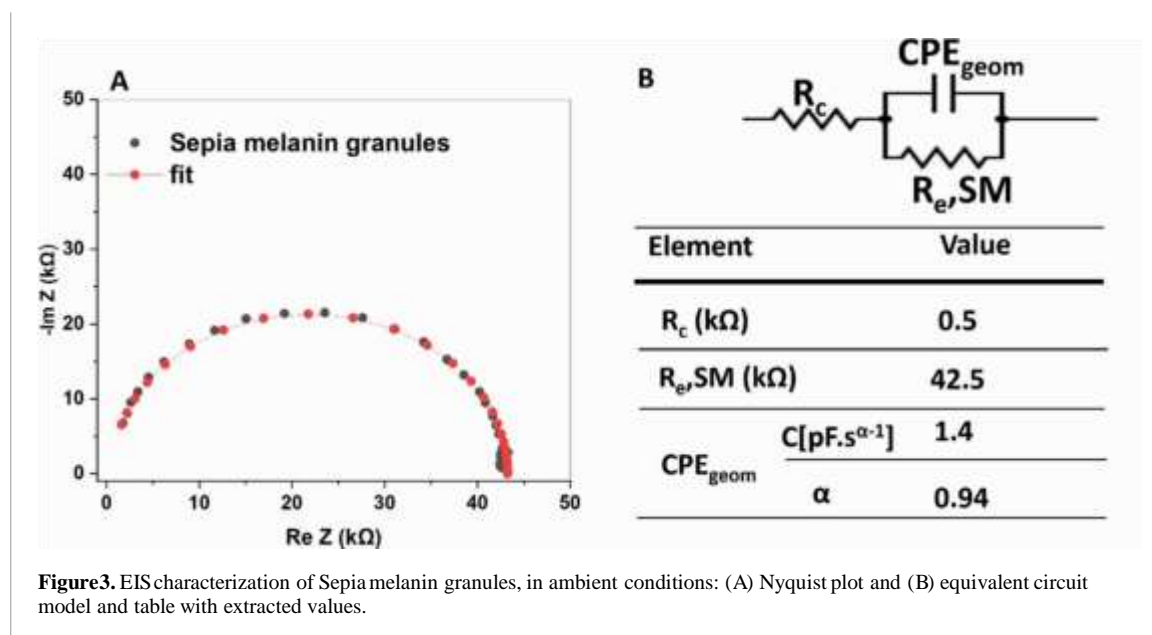 A
50
40
30
20
10
0
-Im Z (kΩ)
Sepia melanin granules
fit
0 10 20 30 40 50
Re Z (kΩ)
B
CPEgeom
Rc
Re,SM
Element Value
Rc (kΩ) 0.5
Re,SM (kΩ) 42.5
CPEgeom
C[pF.sα-1] 1.4
α 0.94
Figure3. EIS characterization of Sepia melanin granules, in ambient conditions: (A) Nyquist plot and (B) equivalent circuit
model and table with extracted values.